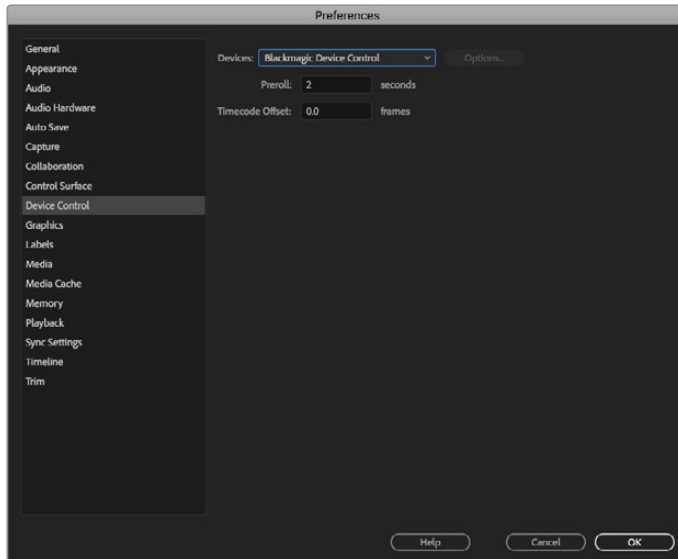 Preferences
General
Appearance
Audio
Audio Hardware
Auto Save
Capture
Collaboration
Control Surface
Device Control
Graphics
Labels
Media
Media Cache
Memory
Playback
Sync Settings
Timeline
Trim
Devices: Blackmagic Device Control Options...
Preroll: 2 seconds
Timecode Offset: 0.0 frames
Help Cancel OK